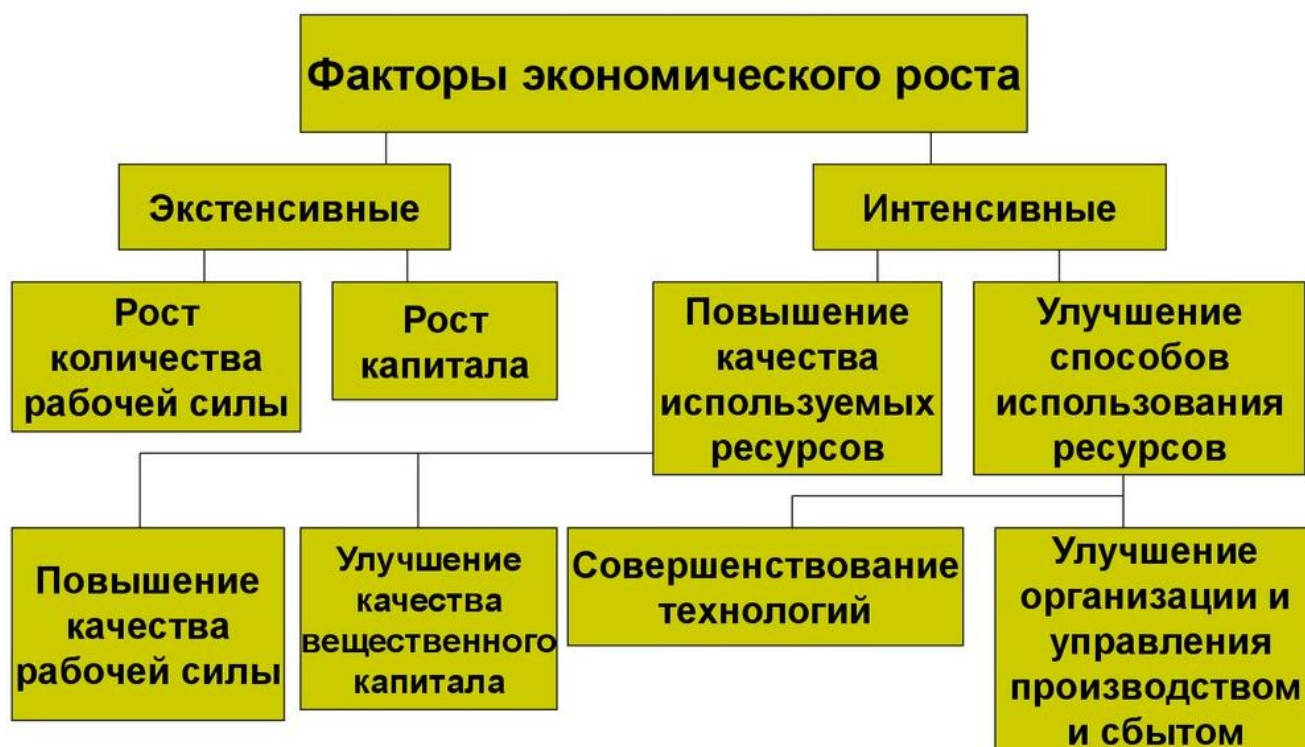 Факторы экономического роста
Экстенсивные
Интенсивные
Рост
количества
рабочей силы
Рост
капитала
Повышение
качества
используемых
ресурсов
Улучшение
способов
использования
ресурсов
Повышение
качества
рабочей силы
Улучшение
качества
вещественного
капитала
Совершенствование
технологий
Улучшение
организации и
управления
производством
и сбытом